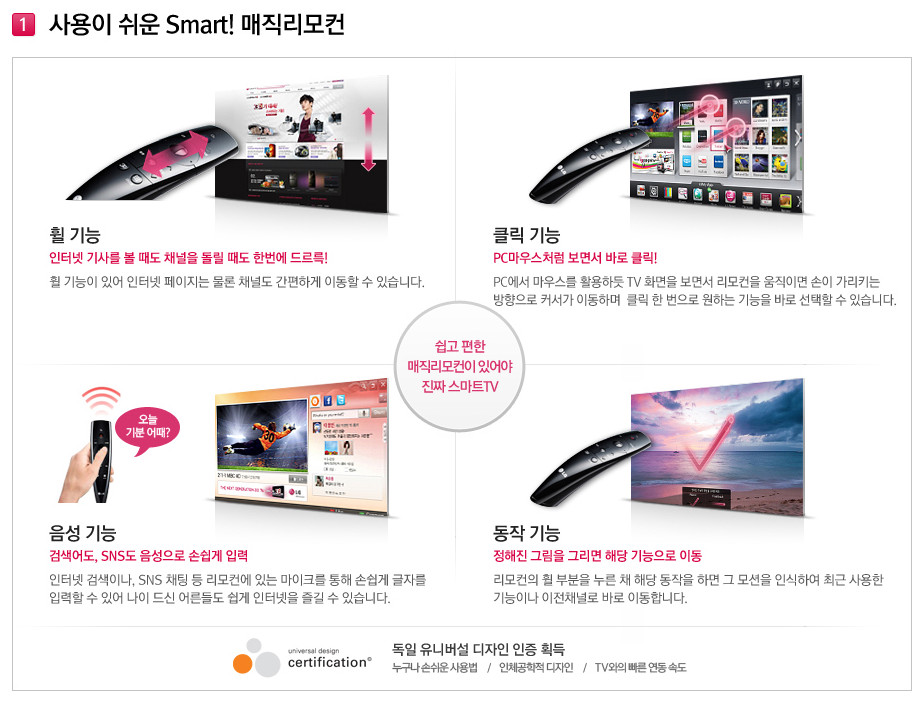 1 사용이 쉬운 Smart! 매직리모컨
휠 기능
인터넷 기사를 볼 때도 채널을 돌릴 때도 한번에 드르륵!
휠 기능이 있어 인터넷 페이지는 물론 채널도 간편하게 이동할 수 있습니다.
클릭 기능
PC마우스처럼 보면서 바로 클릭!
PC에서 마우스를 활용하듯 TV 화면을 보면서 리모컨을 움직이면 손이 가리키는
방향으로 커서가 이동하며 클릭 한 번으로 원하는 기능을 바로 선택할 수 있습니다.
쉽고 편한
매직리모컨이 있어야
진짜 스마트TV
오늘
기분 어때?
LG
음성 기능
검색어도, SNS도 음성으로 손쉽게 입력
인터넷 검색이나, SNS 채팅 등 리모컨에 있는 마이크를 통해 손쉽게 글자를
입력할 수 있어 나이 드신 어른들도 쉽게 인터넷을 즐길 수 있습니다.
동작 기능
정해진 그림을 그리면 해당 기능으로 이동
리모컨의 휠 부분을 누른 채 해당 동작을 하면 그 모션을 인식하여 최근 사용한
기능이나 이전채널로 바로 이동합니다.
universal design
certification®
독일 유니버설 디자인 인증 획득
누구나 손쉬운 사용법 / 인체공학적 디자인 / TV와의 빠른 연동 속도